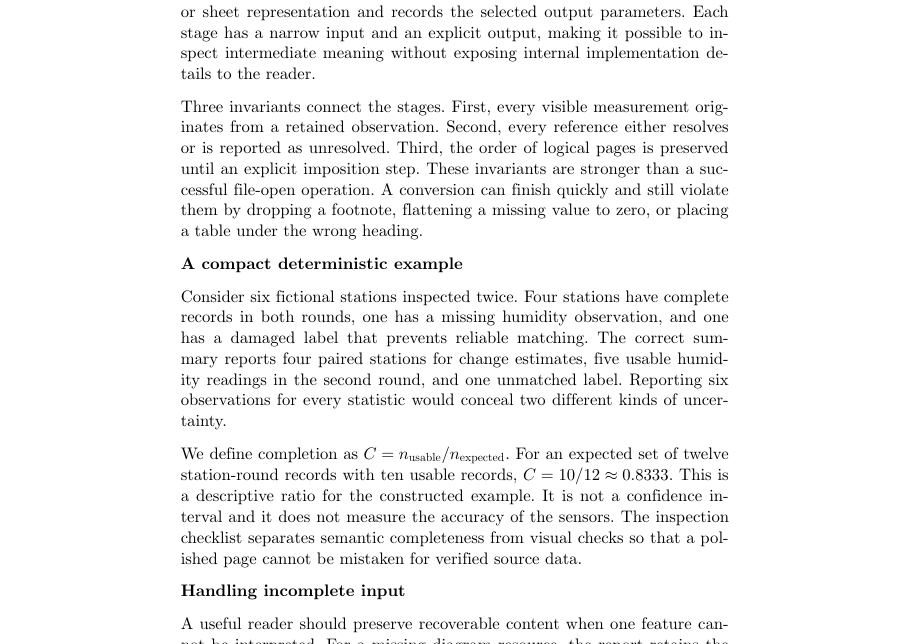 or sheet representation and records the selected output parameters. Each
stage has a narrow input and an explicit output, making it possible to in-
spect intermediate meaning without exposing internal implementation de-
tails to the reader.
Three invariants connect the stages. First, every visible measurement orig-
inates from a retained observation. Second, every reference either resolves
or is reported as unresolved. Third, the order of logical pages is preserved
until an explicit imposition step. These invariants are stronger than a suc-
cessful file-open operation. A conversion can finish quickly and still violate
them by dropping a footnote, flattening a missing value to zero, or placing
a table under the wrong heading.
A compact deterministic example
Consider six fictional stations inspected twice. Four stations have complete
records in both rounds, one has a missing humidity observation, and one
has a damaged label that prevents reliable matching. The correct sum-
mary reports four paired stations for change estimates, five usable humid-
ity readings in the second round, and one unmatched label. Reporting six
observations for every statistic would conceal two different kinds of uncer-
tainty.
We define completion as C = n_usable/n_expected. For an expected set of twelve
station-round records with ten usable records, C = 10/12 ≈ 0.8333. This is
a descriptive ratio for the constructed example. It is not a confidence in-
terval and it does not measure the accuracy of the sensors. The inspection
checklist separates semantic completeness from visual checks so that a pol-
ished page cannot be mistaken for verified source data.
Handling incomplete input
A useful reader should preserve recoverable content when one feature can-
not be interpreted. For a missing diagram resource, the report retains the